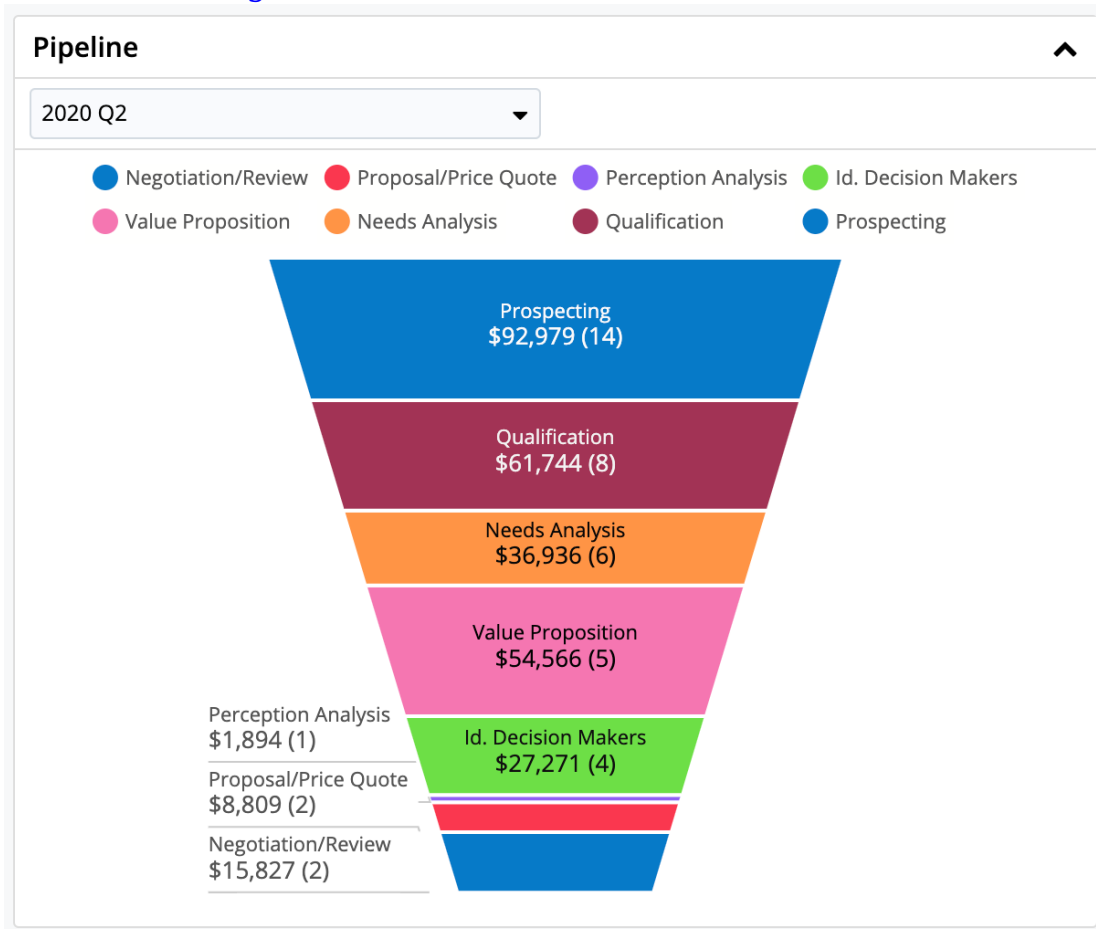 Pipeline
2020 Q2
Negotiation/Review Proposal/Price Quote Perception Analysis Id. Decision Makers
Value Proposition Needs Analysis Qualification Prospecting
Prospecting
$92,979 (14)
Qualification
$61,744 (8)
Needs Analysis
$36,936 (6)
Value Proposition
$54,566 (5)
Id. Decision Makers
$27,271 (4)
Perception Analysis
$1,894 (1)
Proposal/Price Quote
$8,809 (2)
Negotiation/Review
$15,827 (2)